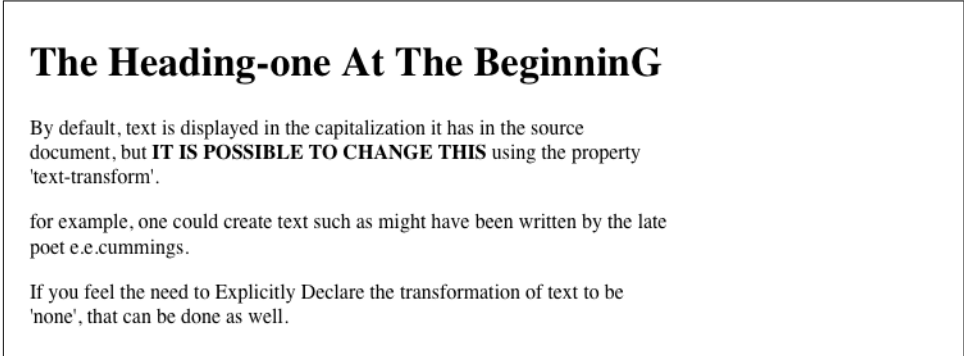 The Heading-one At The BeginninG
By default, text is displayed in the capitalization it has in the source
document, but IT IS POSSIBLE TO CHANGE THIS using the property
'text-transform'.
for example, one could create text such as might have been written by the late
poet e.e.cummings.
If you feel the need to Explicitly Declare the transformation of text to be
'none', that can be done as well.